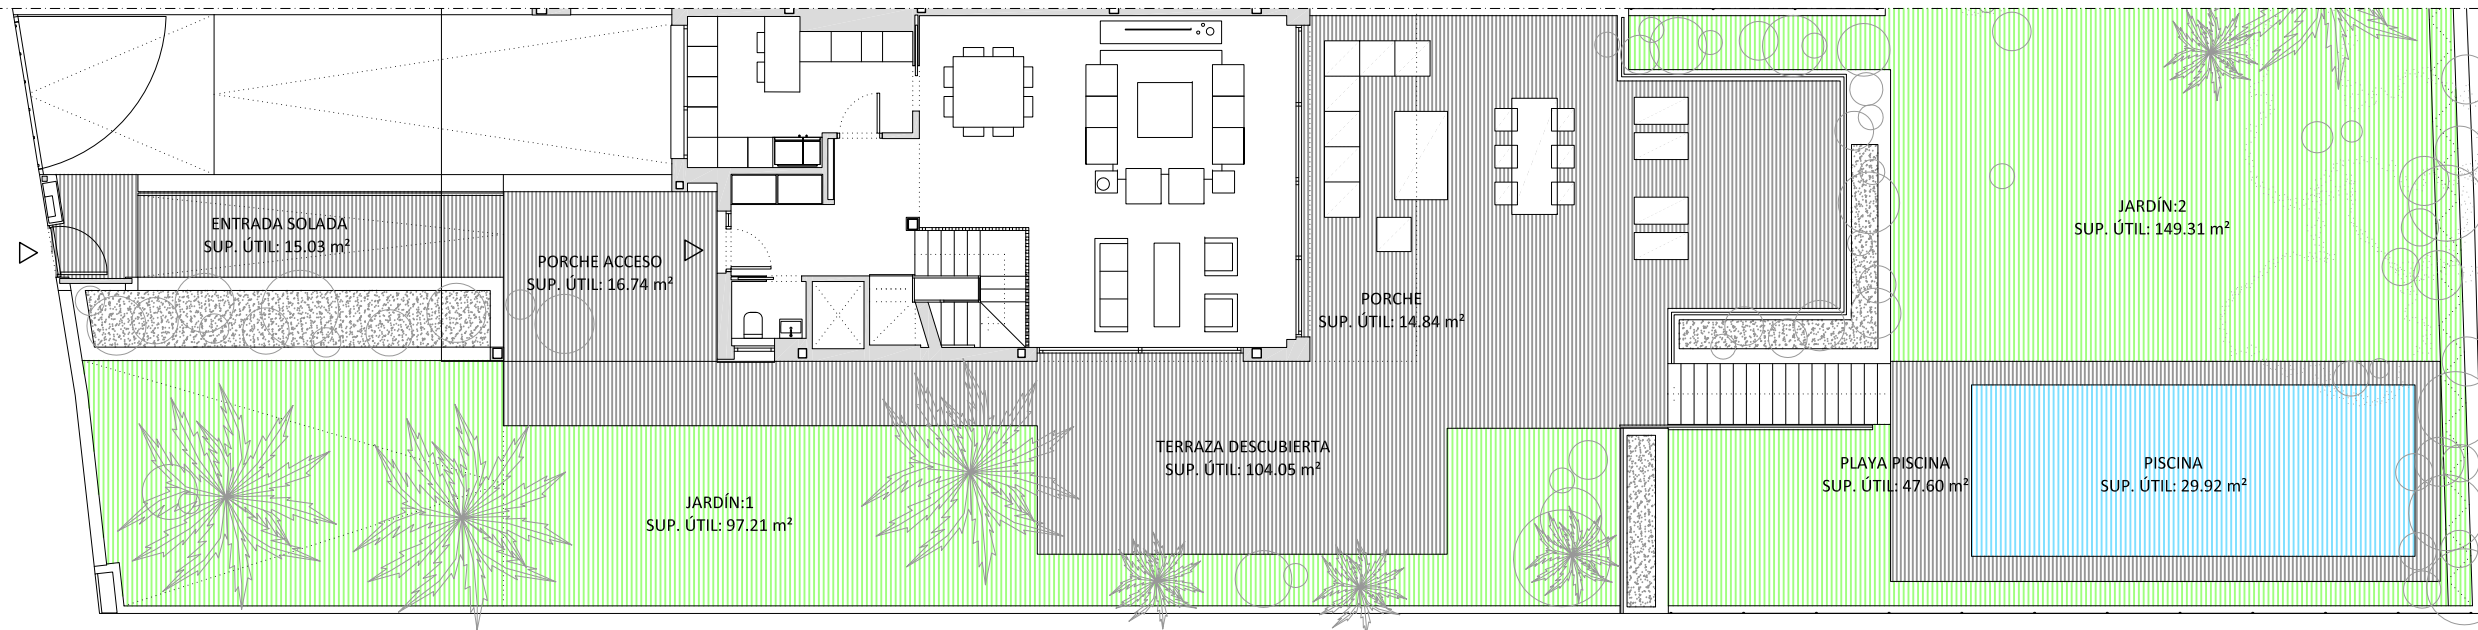 ENTRADA SOLADA
SUP. ÚTIL: 15.03 m²
PORCHE ACCESO
SUP. ÚTIL: 16.74 m²
PORCHE
SUP. ÚTIL: 14.84 m²
JARDÍN:2
SUP. ÚTIL: 149.31 m²
TERRAZA DESCUBIERTA
SUP. ÚTIL: 104.05 m²
JARDÍN:1
SUP. ÚTIL: 97.21 m²
PLAYA PISCINA
SUP. ÚTIL: 47.60 m²
PISCINA
SUP. ÚTIL: 29.92 m²